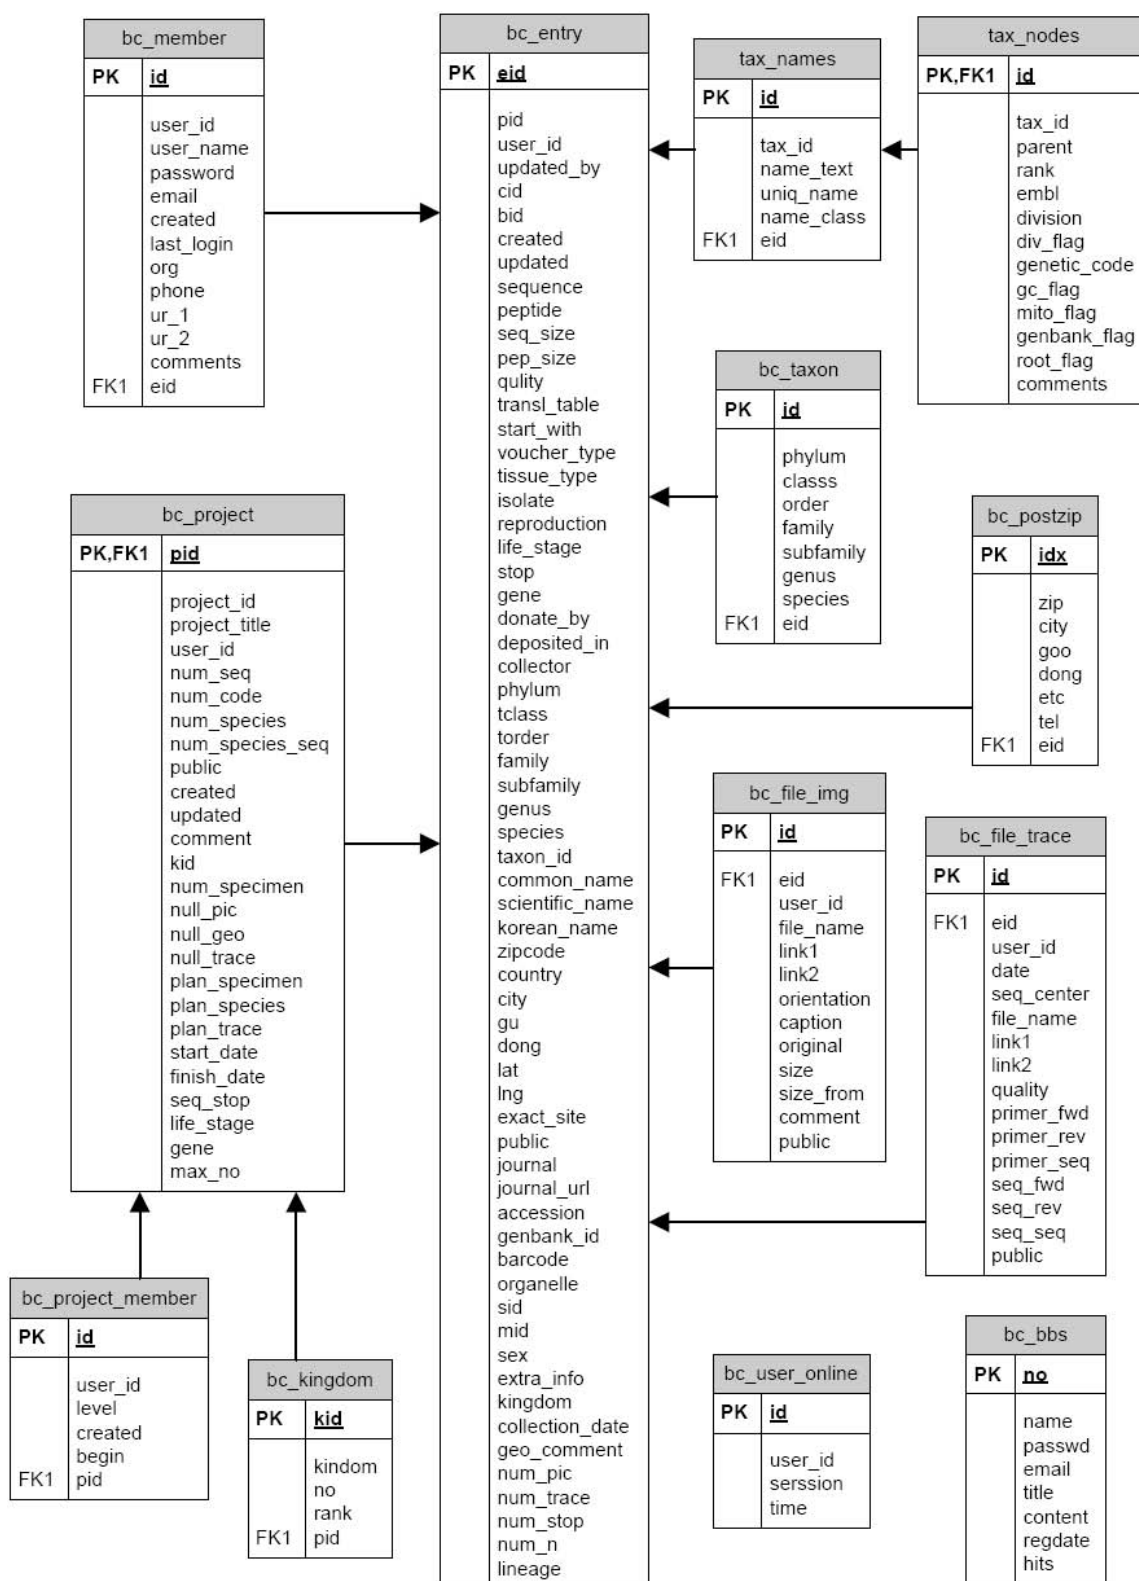 bc_member
PK id
user_id
user_name
password
email
created
last_login
org
phone
ur_1
ur_2
comments
FK1 eid
bc_entry
PK eid
pid
user_id
updated_by
cid
bid
created
updated
sequence
peptide
seq_size
pep_size
qulity
transl_table
start_with
voucher_type
tissue_type
isolate
reproduction
life_stage
stop
gene
donate_by
deposited_in
collector
phylum
tclass
torder
family
subfamily
genus
species
taxon_id
common_name
scientific_name
korean_name
zipcode
country
city
gu
dong
lat
lng
exact_site
public
journal
journal_url
accession
genbank_id
barcode
organelle
sid
mid
sex
extra_info
kingdom
collection_date
geo_comment
num_pic
num_trace
num_stop
num_n
lineage
tax_names
PK id
tax_id
name_text
uniq_name
name_class
FK1 eid
tax_nodes
PK,FK1 id
tax_id
parent
rank
embl
division
div_flag
genetic_code
gc_flag
mito_flag
genbank_flag
root_flag
comments
bc_taxon
PK id
phylum
classs
order
family
subfamily
genus
species
FK1 eid
bc_postzip
PK idx
zip
city
goo
dong
etc
tel
FK1 eid
bc_project
PK,FK1 pid
project_id
project_title
user_id
num_seq
num_code
num_species
num_species_seq
public
created
updated
comment
kid
num_specimen
null_pic
null_geo
null_trace
plan_specimen
plan_species
plan_trace
start_date
finish_date
seq_stop
life_stage
gene
max_no
bc_file_img
PK id
FK1 eid
user_id
file_name
link1
link2
orientation
caption
original
size
size_from
comment
public
bc_file_trace
PK id
FK1 eid
user_id
date
seq_center
file_name
link1
link2
quality
primer_fwd
primer_rev
primer_seq
seq_fwd
seq_rev
seq_seq
public
bc_project_member
PK id
user_id
level
created
begin
FK1 pid
bc_kingdom
PK kid
kindom
no
rank
FK1 pid
bc_user_online
PK id
user_id
serssion
time
bc_bbs
PK no
name
passwd
email
title
content
regdate
hits